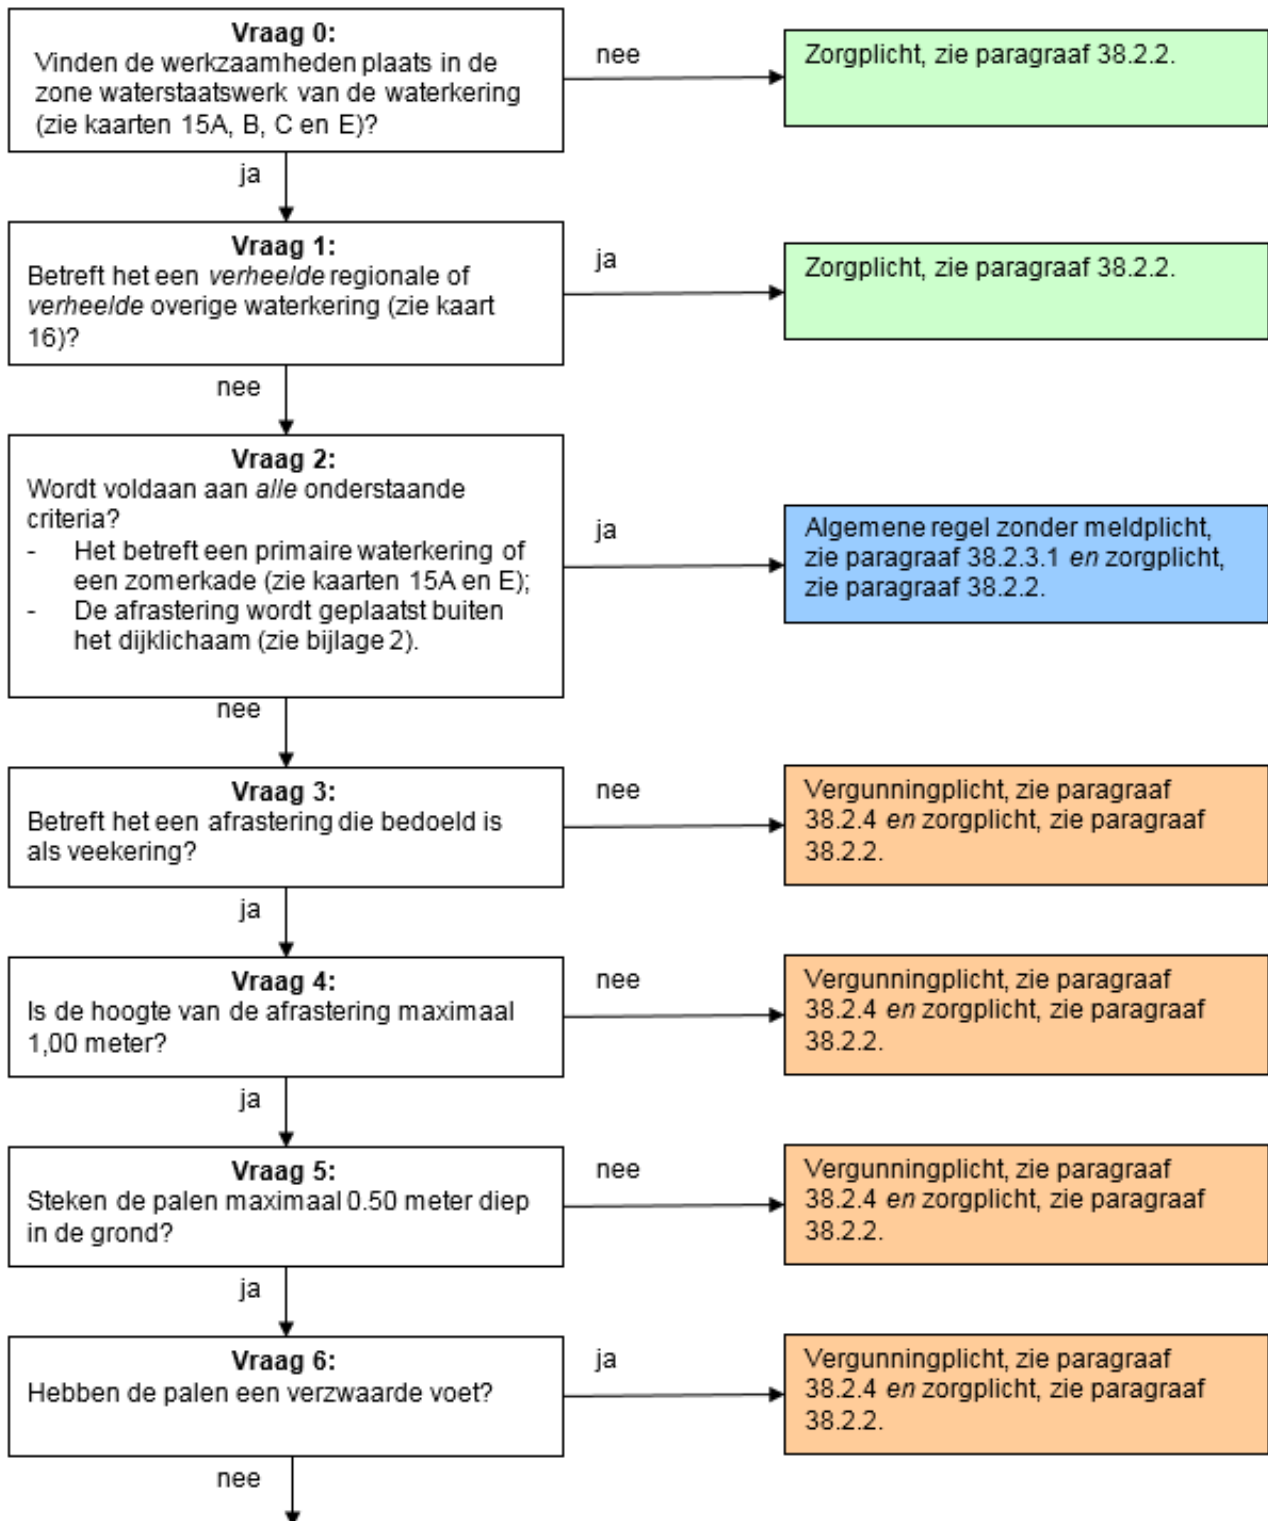 Vraag 0:
Vinden de werkzaamheden plaats in de
zone waterstaatswerk van de waterkering
(zie kaarten 15A, B, C en E)?
nee
Zorgplicht, zie paragraaf 38.2.2.
ja
Vraag 1:
Betreft het een verheelde regionale of
verheelde overige waterkering (zie kaart
16)?
ja
Zorgplicht, zie paragraaf 38.2.2.
nee
Vraag 2:
Wordt voldaan aan alle onderstaande
criteria?
- Het betreft een primaire waterkering of
een zomerkade (zie kaarten 15A en E);
- De afrastering wordt geplaatst buiten
het dijklichaam (zie bijlage 2).
ja
Algemene regel zonder meldplicht,
zie paragraaf 38.2.3.1 en zorgplicht,
zie paragraaf 38.2.2.
nee
Vraag 3:
Betreft het een afrastering die bedoeld is
als veekering?
nee
Vergunningplicht, zie paragraaf
38.2.4 en zorgplicht, zie paragraaf
38.2.2.
ja
Vraag 4:
Is de hoogte van de afrastering maximaal
1,00 meter?
nee
Vergunningplicht, zie paragraaf
38.2.4 en zorgplicht, zie paragraaf
38.2.2.
ja
Vraag 5:
Steken de palen maximaal 0.50 meter diep
in de grond?
nee
Vergunningplicht, zie paragraaf
38.2.4 en zorgplicht, zie paragraaf
38.2.2.
ja
Vraag 6:
Hebben de palen een verzwaarde voet?
ja
Vergunningplicht, zie paragraaf
38.2.4 en zorgplicht, zie paragraaf
38.2.2.
nee